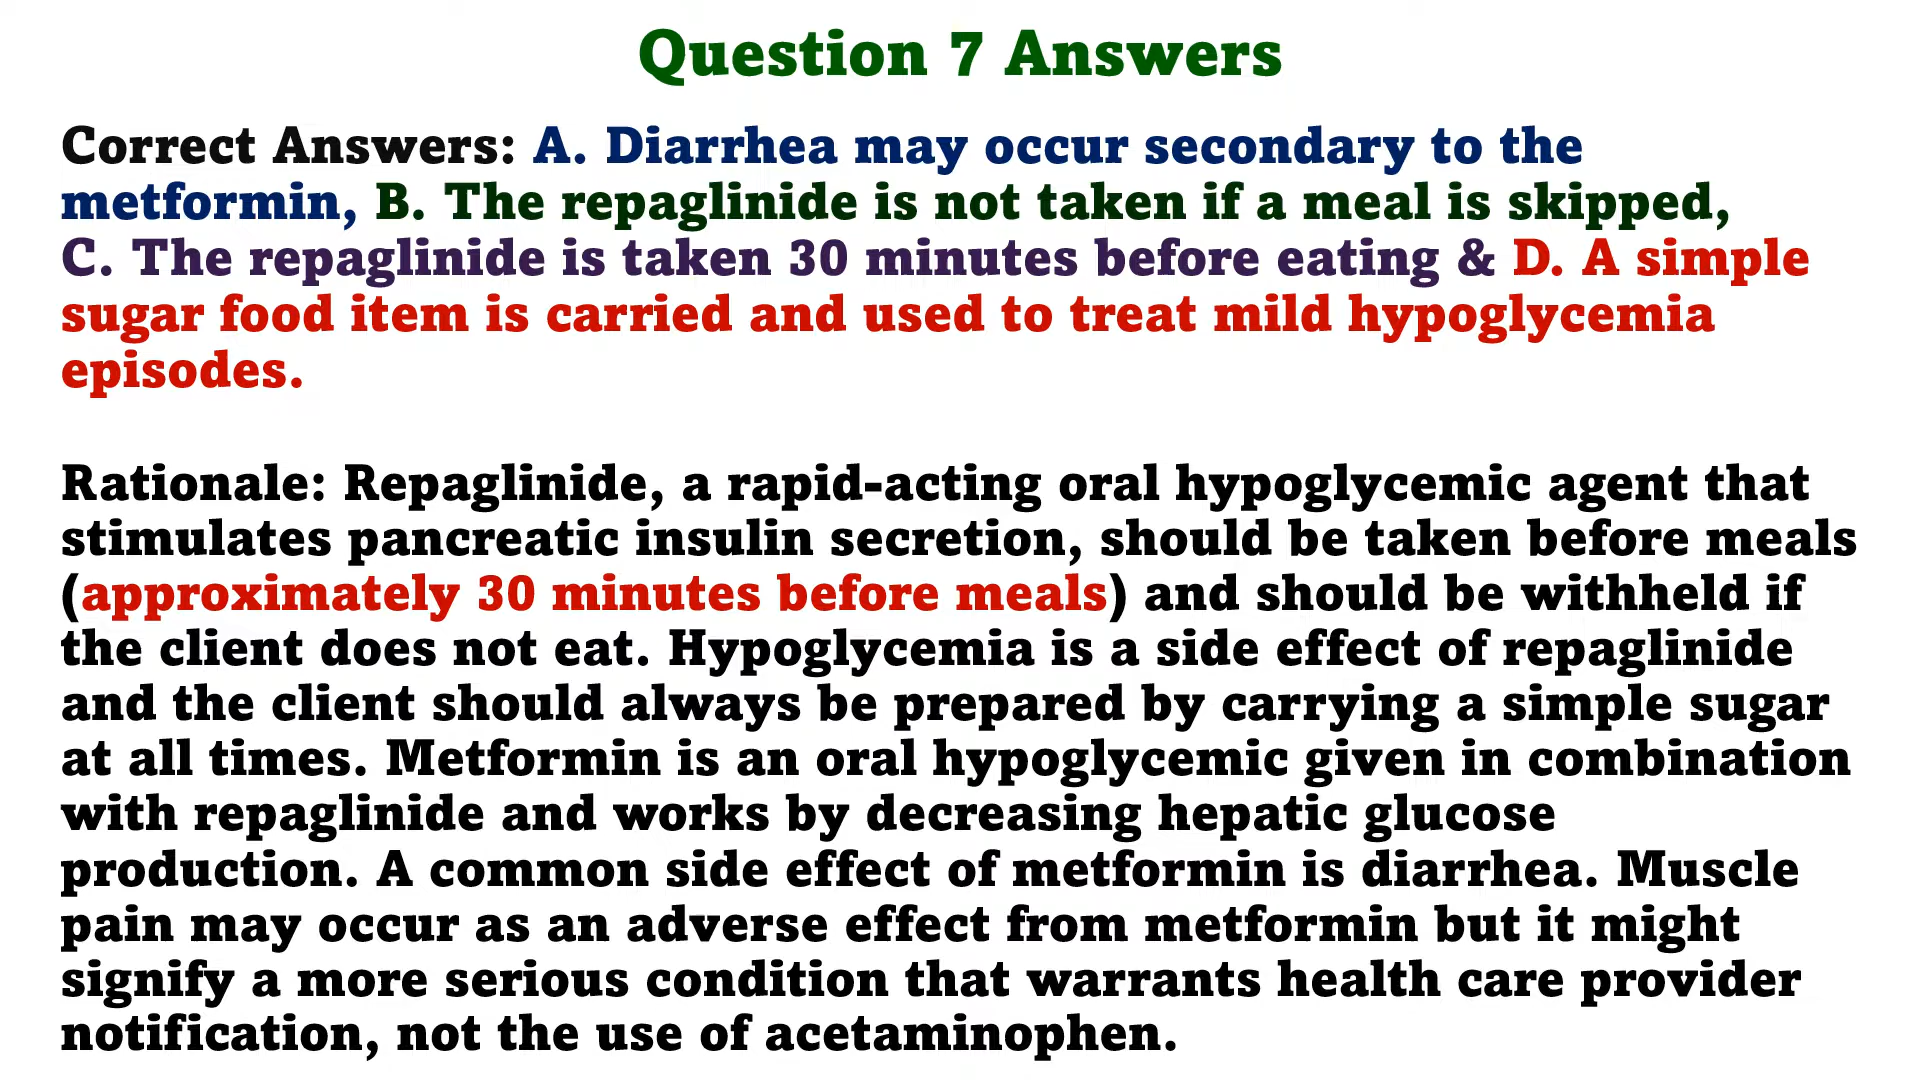 Question 7 Answers
Correct Answers: A. Diarrhea may occur secondary to the
metformin, B. The repaglinide is not taken if a meal is skipped,
C. The repaglinide is taken 30 minutes before eating & D. A simple
sugar food item is carried and used to treat mild hypoglycemia
episodes.
Rationale: Repaglinide, a rapid-acting oral hypoglycemic agent that
stimulates pancreatic insulin secretion, should be taken before meals
(approximately 30 minutes before meals) and should be withheld if
the client does not eat. Hypoglycemia is a side effect of repaglinide
and the client should always be prepared by carrying a simple sugar
at all times. Metformin is an oral hypoglycemic given in combination
with repaglinide and works by decreasing hepatic glucose
production. A common side effect of metformin is diarrhea. Muscle
pain may occur as an adverse effect from metformin but it might
signify a more serious condition that warrants health care provider
notification, not the use of acetaminophen.